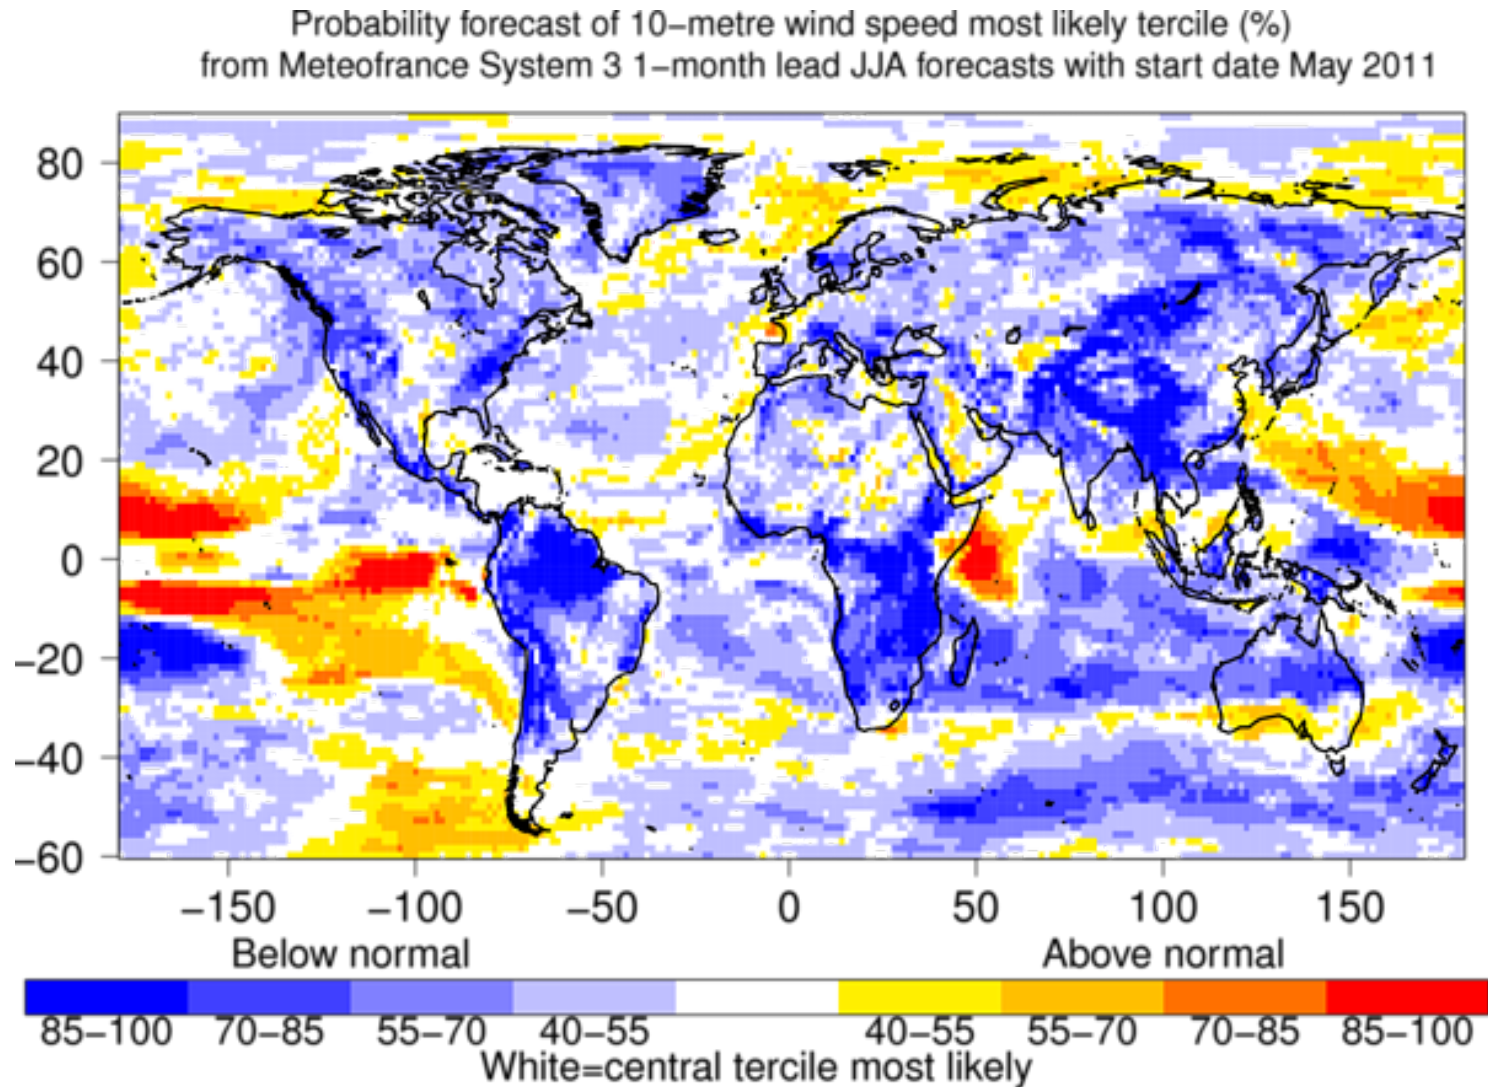 Probability forecast of 10−metre wind speed most likely tercile (%)
from Meteofrance System 3 1−month lead JJA forecasts with start date May 2011
80
60
40
20
0
−20
−40
−60
−150 −100 −50 0 50 100 150
Below normal Above normal
85−100 70−85 55−70 40−55 40−55 55−70 70−85 85−100
White=central tercile most likely